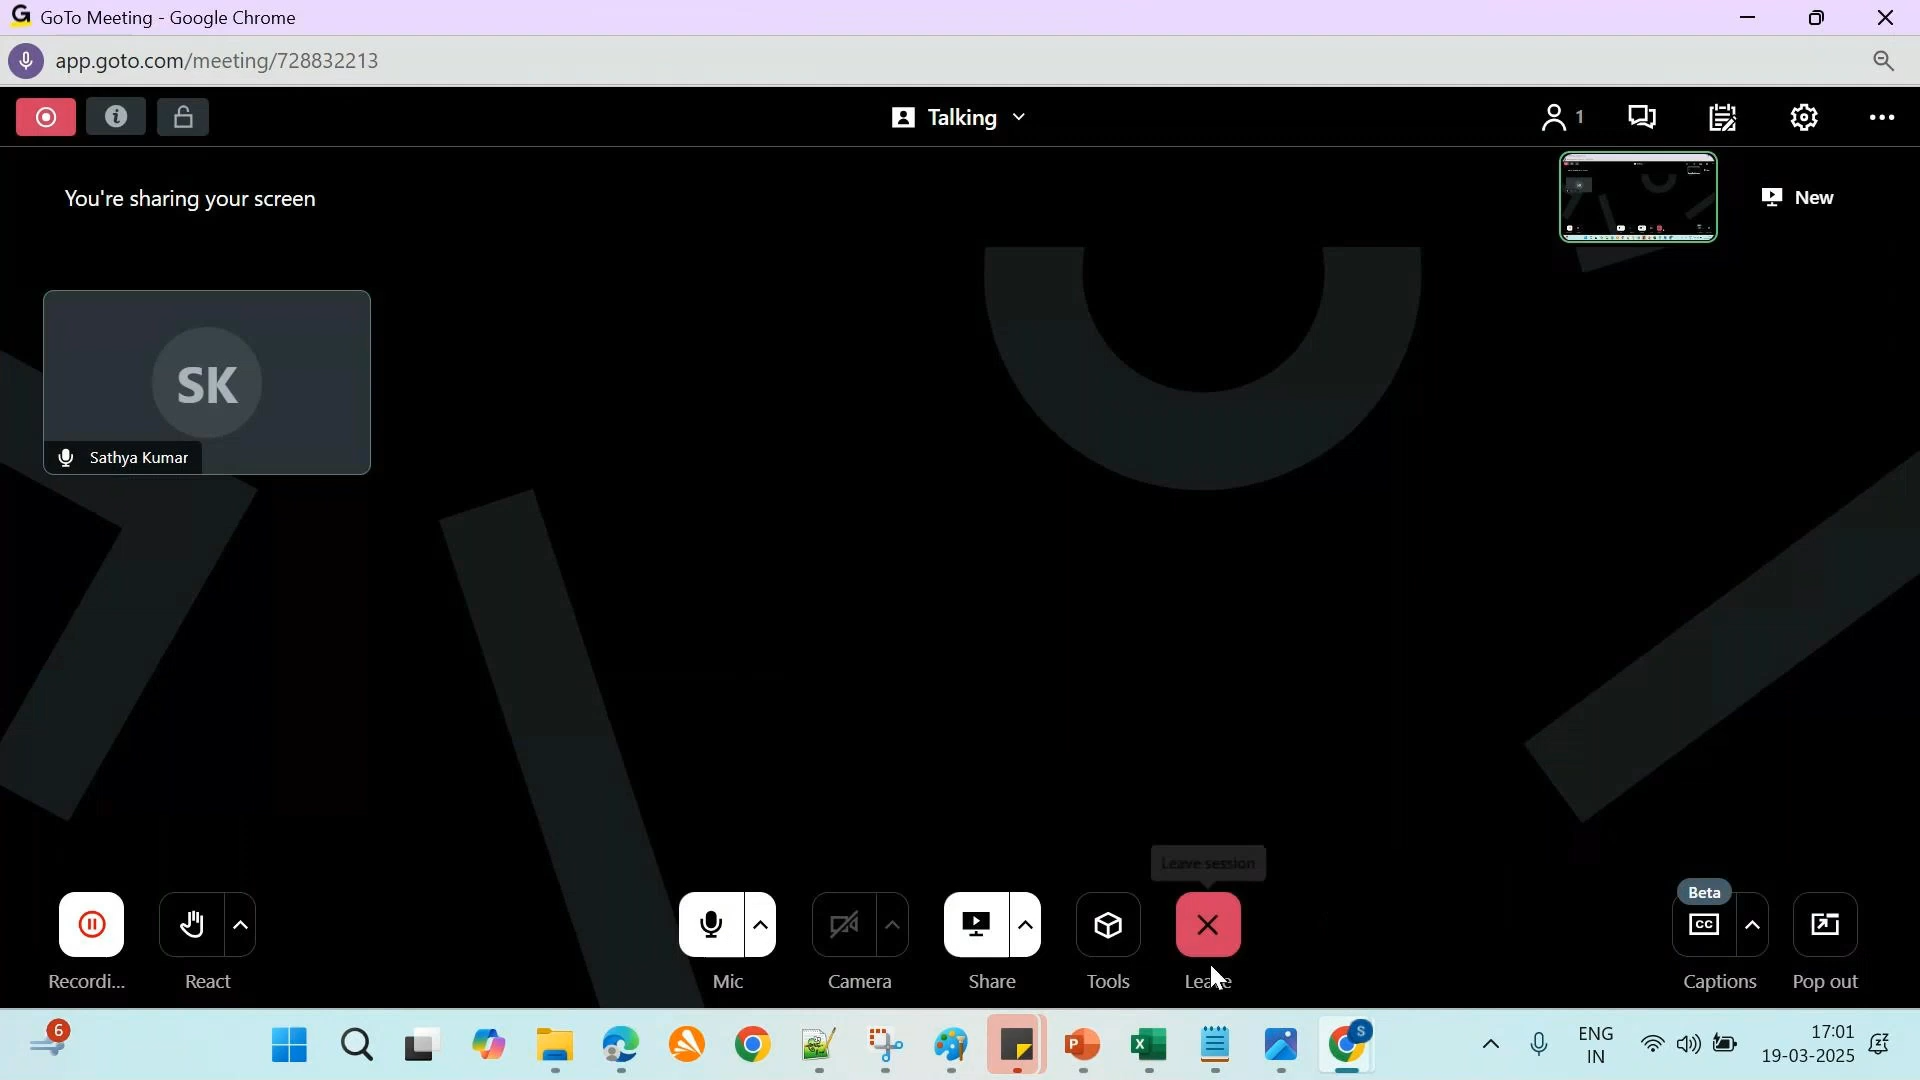 GoTo Meeting - Google Chrome
app.goto.com/meeting/728832213
Talking
1
You're sharing your screen
New
SK
Sathya Kumar
Leave session
Beta
CC
Recordi...
React
Mic
Camera
Share
Tools
Captions
Pop out
6
S
ENG
IN
17:01
19-03-2025